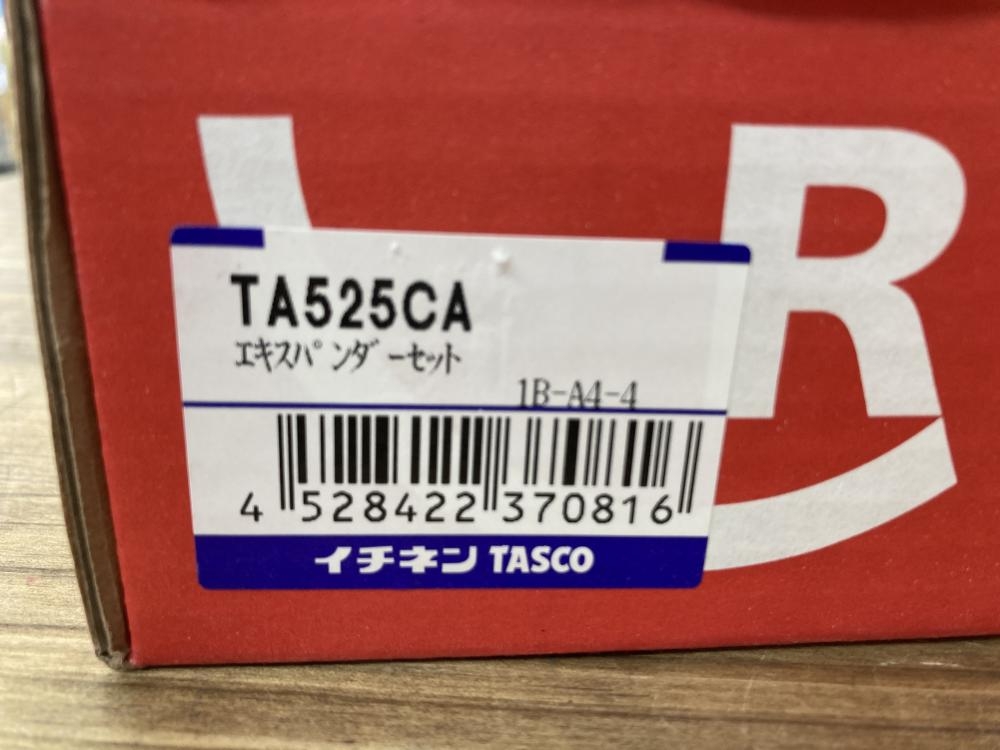 R
TA525CA
エキスパンダーセット
1B-A4-4
4 528422 370816
イチネン TASCO